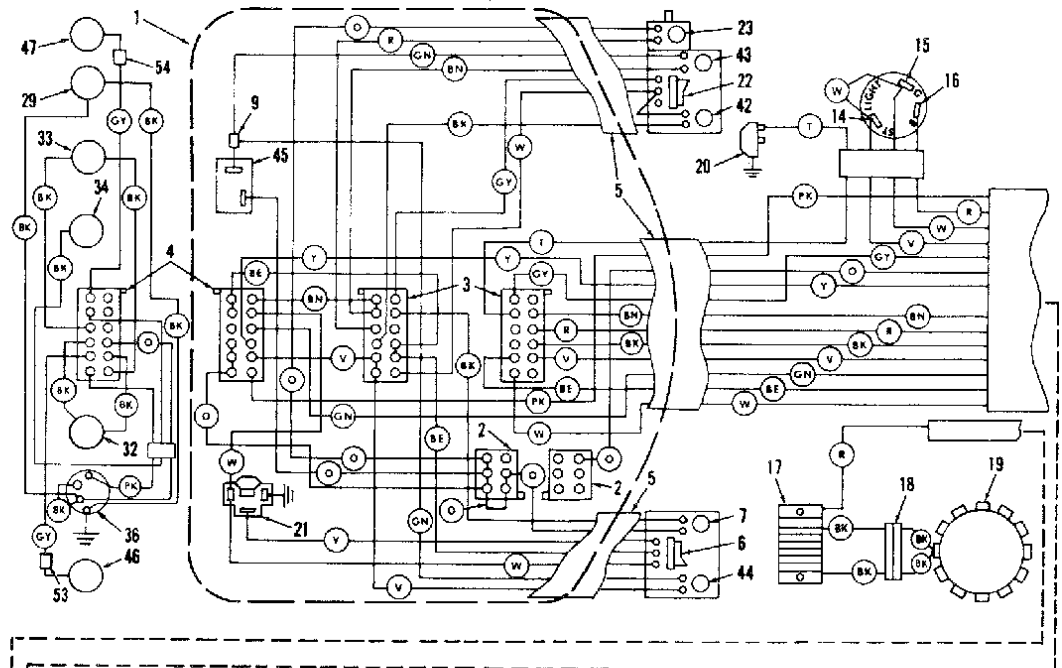 1
O
R
GN
BN
23
43
22
42
15
16
W
LIGHT
G
14
ST
B
47
54
29
GY
BK
9
BK
W
T
20
33
45
34
GY
5
BK
BK
BK
PK
R
W
BK
4
Y
T
Y
V
BE
3
GY
GY
O
Y
BN
BN
BN
BK
O
R
R
BK
BK
V
BK
V
V
O
GN
BK
BK
BE
BE
PK
O
GN
W
W
32
BE
2
W
O
O
O
O
R
PK
2
5
17
18
19
BK
O
7
BK
BK
GY
36
21
GN
Y
6
BK
BK
W
46
44
53
V